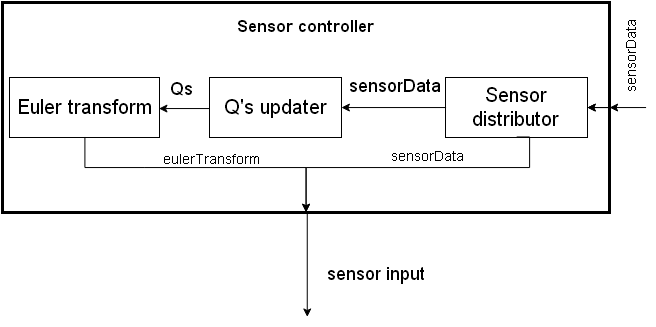 Sensor controller
sensorData
Euler transform
Qs
Q's updater
sensorData
Sensor
distributor
eulerTransform
sensorData
sensor input